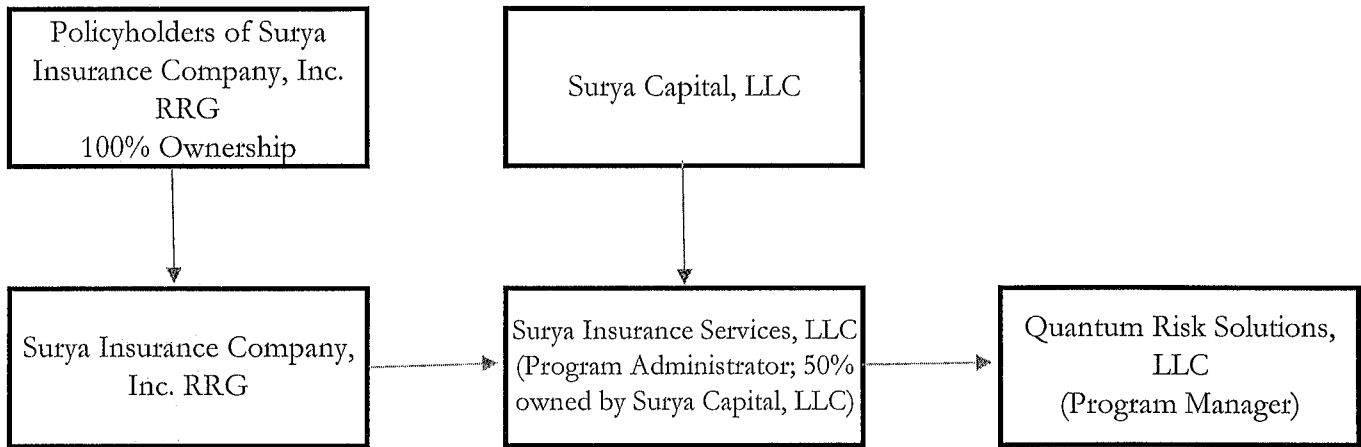 Policyholders of Surya
Insurance Company, Inc.
RRG
100% Ownership
Surya Capital, LLC
Surya Insurance Company,
Inc. RRG
Surya Insurance Services, LLC
(Program Administrator; 50%
owned by Surya Capital, LLC)
Quantum Risk Solutions,
LLC
(Program Manager)